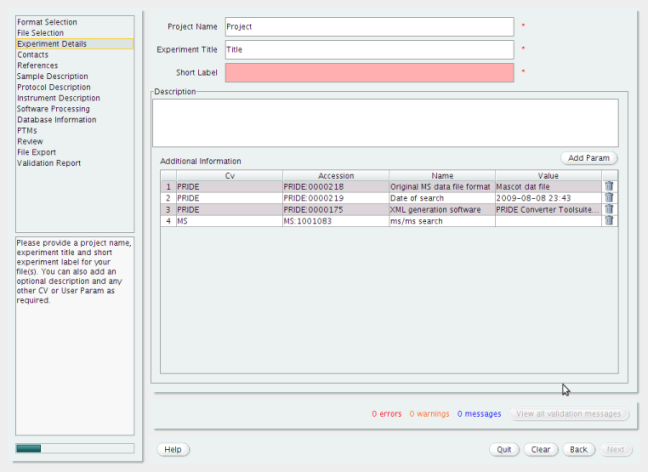 Format Selection
File Selection
Experiment Details
Contacts
References
Sample Description
Protocol Description
Instrument Description
Software Processing
Database Information
PTMs
Review
File Export
Validation Report
Please provide a project name,
experiment title and short
experiment label for your
file(s). You can also add an
optional description and any
other CV or User Param as
required.
Project Name Project *
Experiment Title Title *
Short Label *
Description
Add Param
Additional Information
Cv Accession Name Value
1 PRIDE PRIDE:0000218 Original MS data file format Mascot dat file
2 PRIDE PRIDE:0000219 Date of search 2009-08-08 23:43
3 PRIDE PRIDE:0000175 XML generation software PRIDE Converter Toolsuite...
4 MS MS:1001083 ms/ms search
0 errors 0 warnings 0 messages View all validation messages
Help Quit Clear Back Next